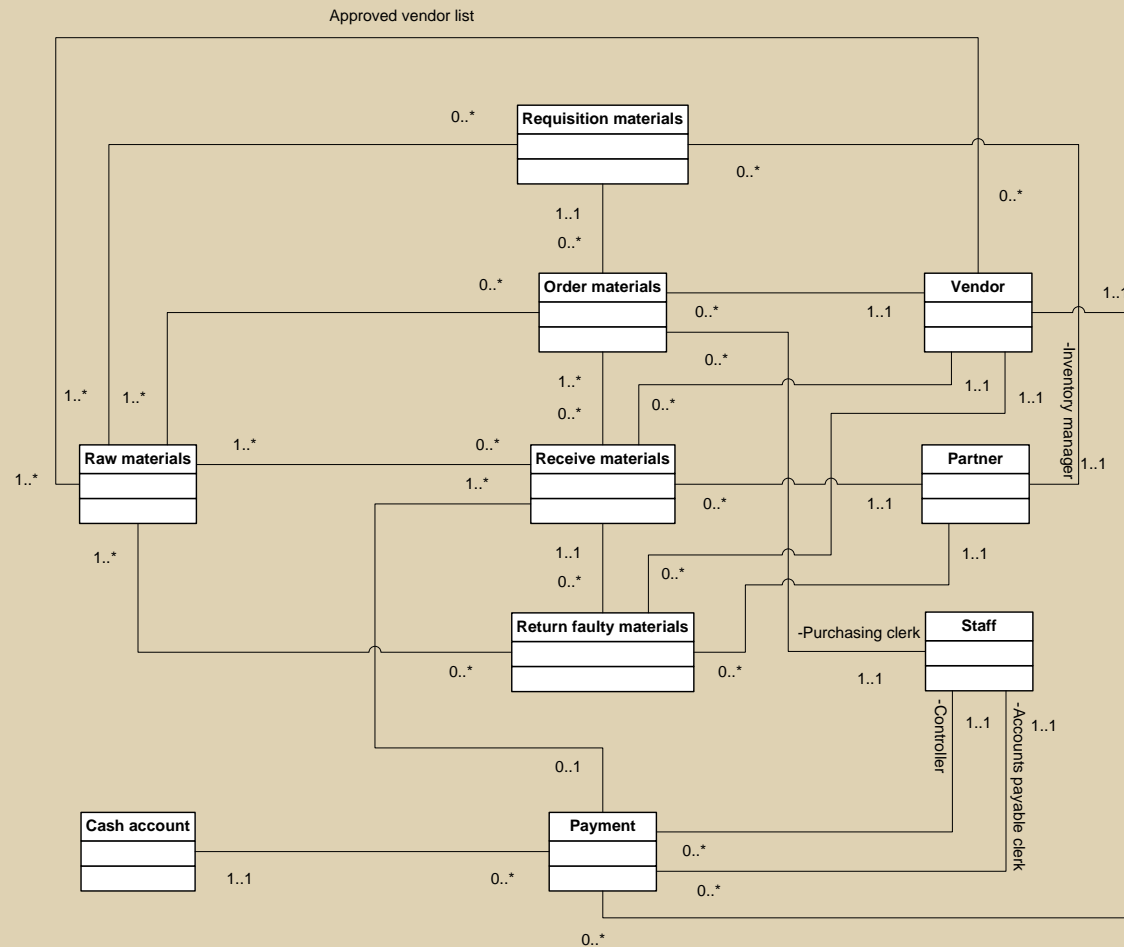 Approved vendor list
0..*
Requisition materials
0..*
1..1
0..*
0..*
0..*
Order materials
0..*
1..1
Vendor
1..1
0..*
1..*
0..*
1..1
1..1
-Inventory manager
1..*
1..*
0..*
0..*
1..*
Raw materials
1..*
0..*
Receive materials
1..*
0..*
1..1
Partner
1..1
1..*
1..1
0..*
0..*
1..1
Return faulty materials
0..*
0..*
-Purchasing clerk
1..1
Staff
-Controller
1..1
-Accounts payable clerk
1..1
0..1
Cash account
1..1
0..*
Payment
0..*
0..*
0..*